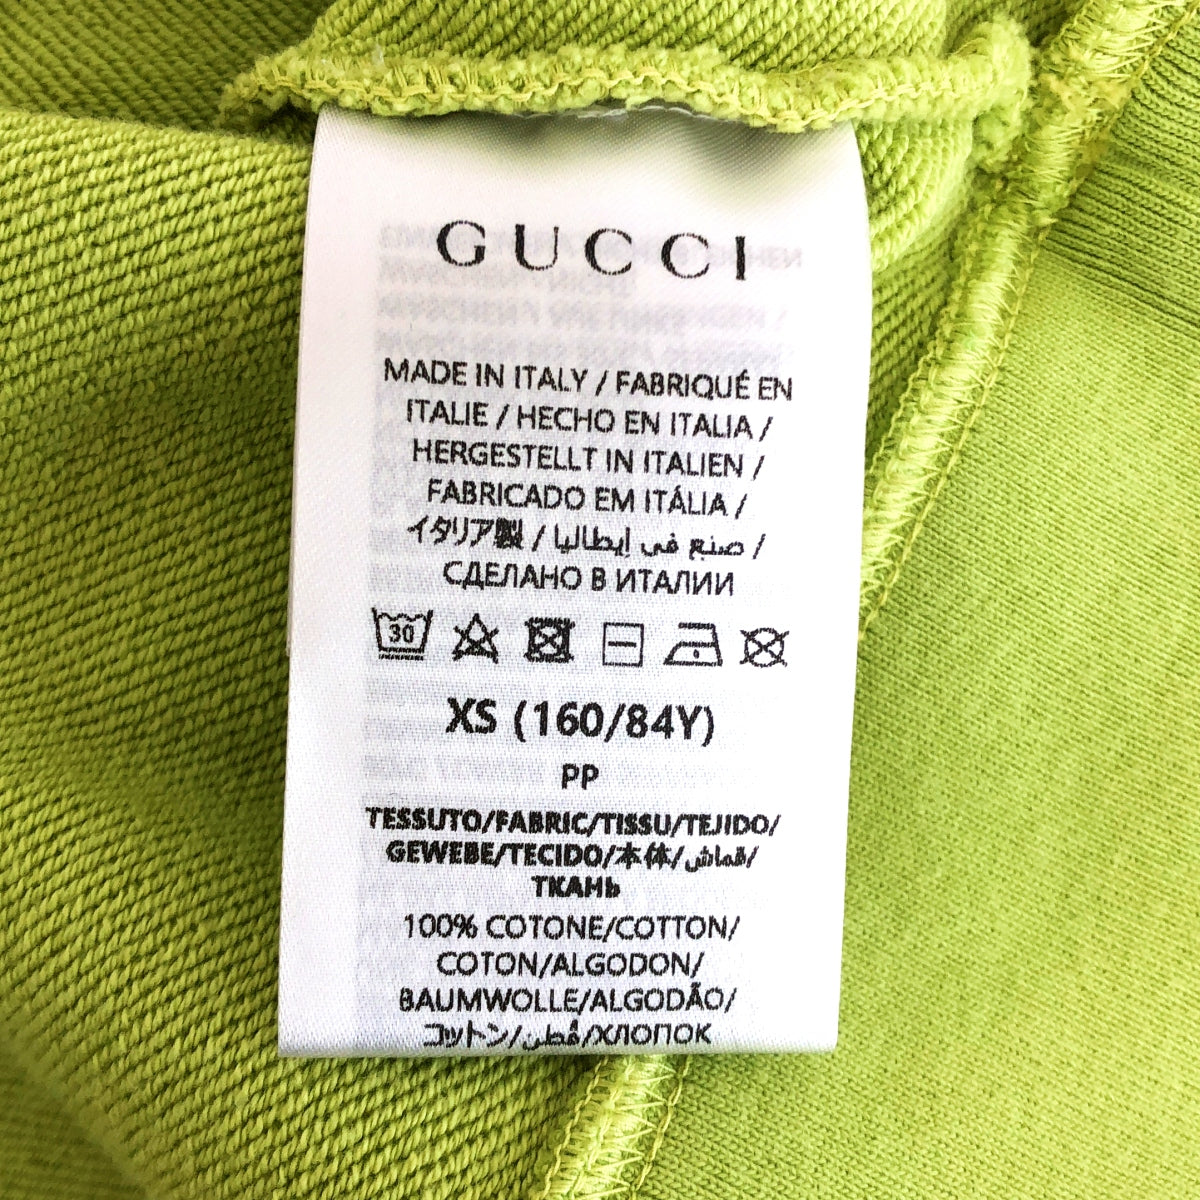 GUCCI
MADE IN ITALY / FABRIQUÉ EN
ITALIE / HECHO EN ITALIA /
HERGESTELLT IN ITALIEN /
FABRICADO EM ITÁLIA /
イタリア製 / صنع في إيطاليا /
СДЕЛАНО В ИТАЛИИ
30
XS (160/84Y)
PP
TESSUTO/FABRIC/TISSU/TEJIDO/
GEWEBE/TECIDO/本体/قماش/
ТКАНЬ
100% COTONE/COTTON/
COTON/ALGODON/
BAUMWOLLE/ALGODÃO/
コットン/قطن/ХЛОПОК